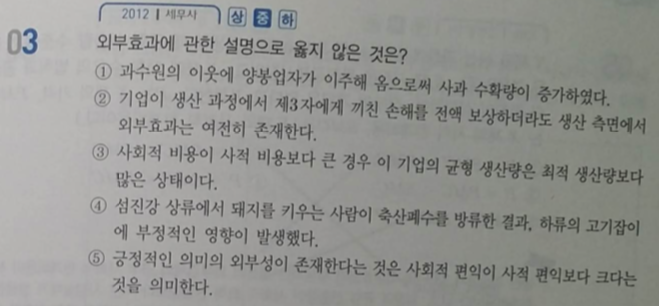 2012 | 세무사 상 중 하
03 외부효과에 관한 설명으로 옳지 않은 것은?
① 과수원의 이웃에 양봉업자가 이주해 옴으로써 사과 수확량이 증가하였다.
② 기업이 생산 과정에서 제3자에게 끼친 손해를 전액 보상하더라도 생산 측면에서
외부효과는 여전히 존재한다.
③ 사회적 비용이 사적 비용보다 큰 경우 이 기업의 균형 생산량은 최적 생산량보다
많은 상태이다.
④ 섬진강 상류에서 돼지를 키우는 사람이 축산폐수를 방류한 결과, 하류의 고기잡이
에 부정적인 영향이 발생했다.
⑤ 긍정적인 의미의 외부성이 존재한다는 것은 사회적 편익이 사적 편익보다 크다는
것을 의미한다.